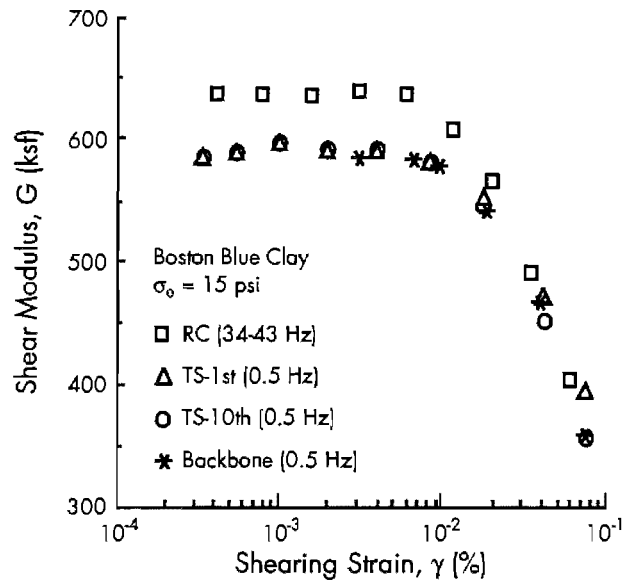 700
600
500
400
300
Shear Modulus, G (ksf)
Boston Blue Clay
σ₀ = 15 psi
RC (34-43 Hz)
TS-1st (0.5 Hz)
TS-10th (0.5 Hz)
Backbone (0.5 Hz)
10⁻⁴ 10⁻³ 10⁻² 10⁻¹
Shearing Strain, γ (%)